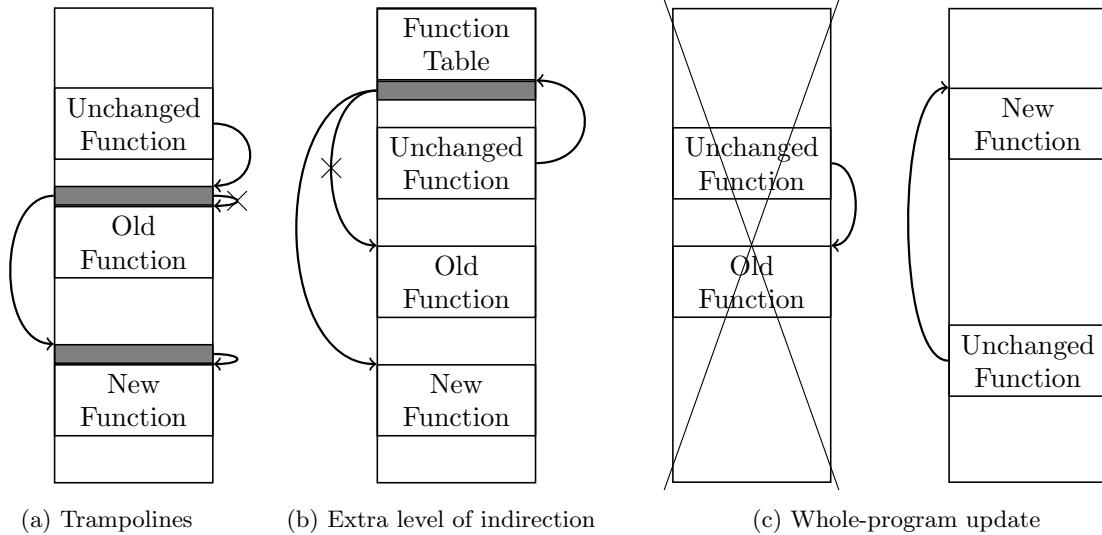 Unchanged
Function
Old
Function
New
Function
(a) Trampolines
Function
Table
Unchanged
Function
Old
Function
New
Function
(b) Extra level of indirection
Unchanged
Function
Old
Function
New
Function
Unchanged
Function
(c) Whole-program update